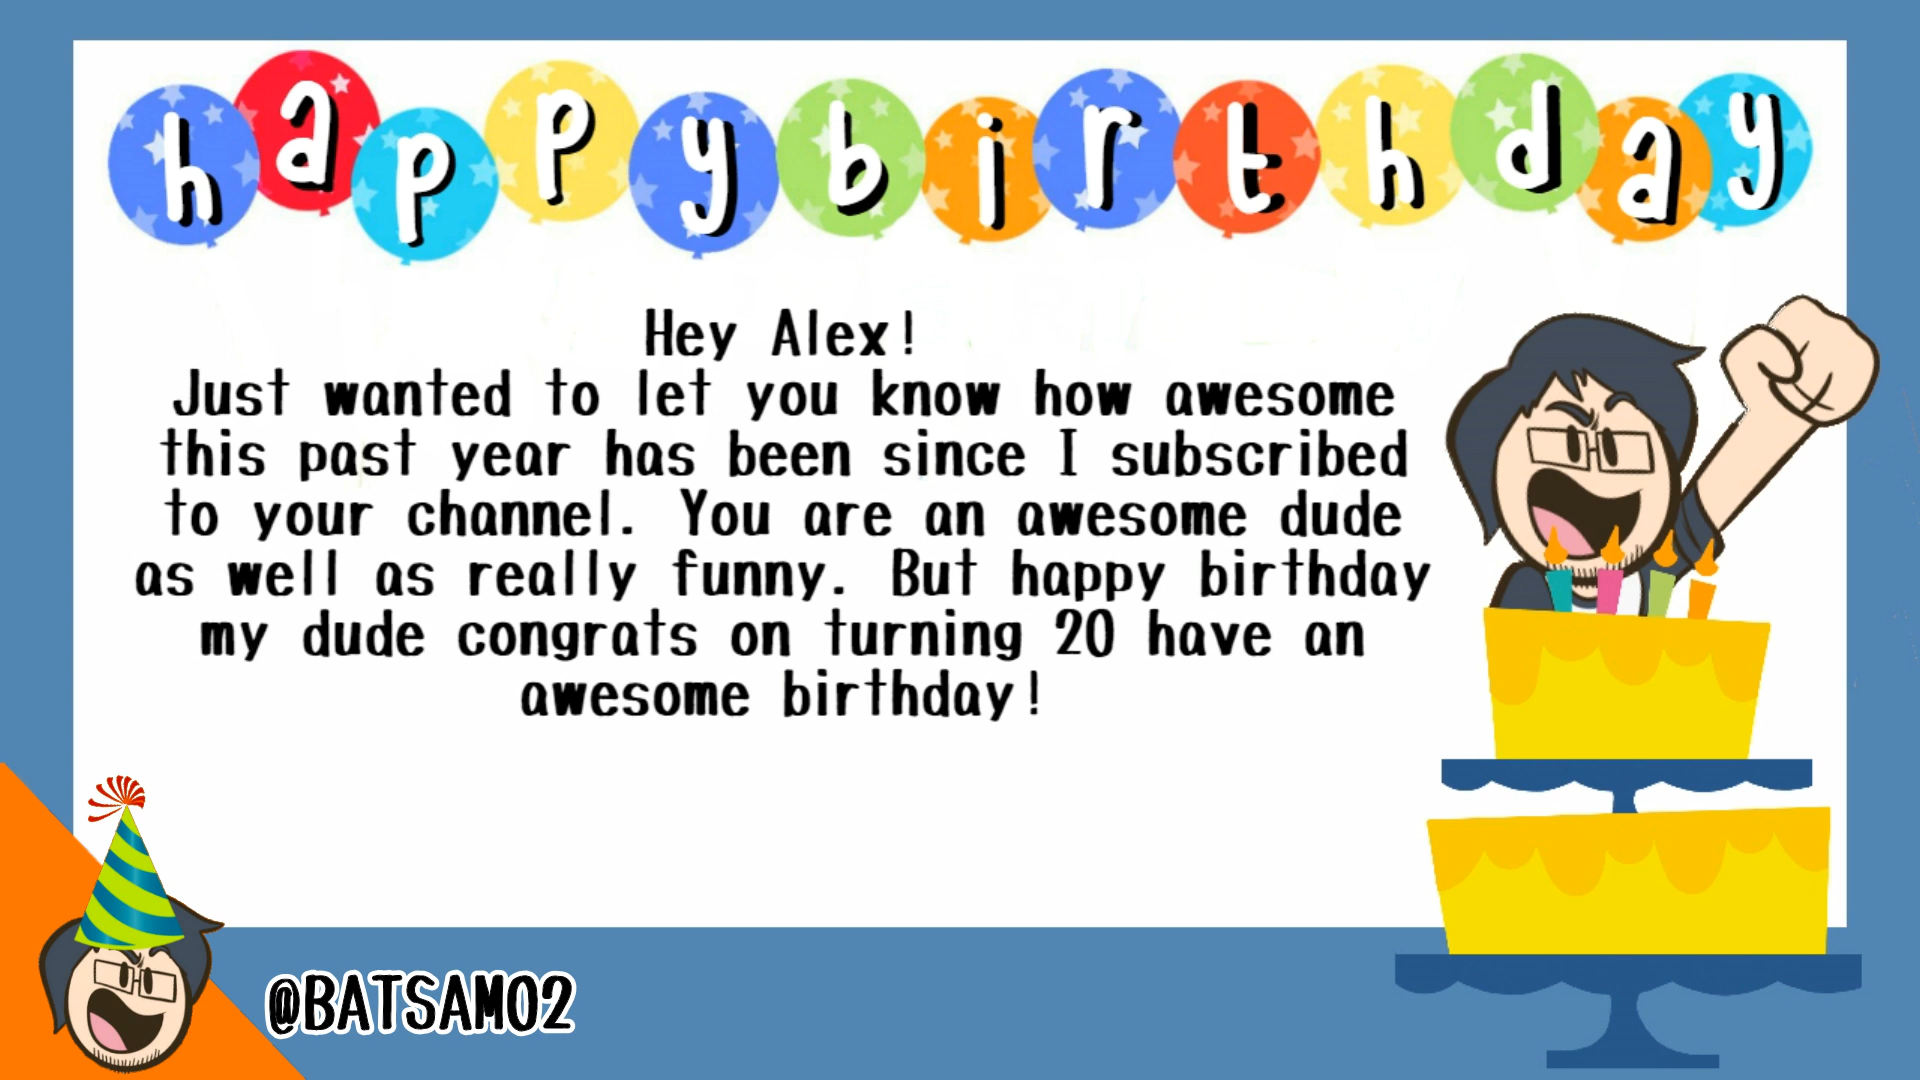 happybirthday
Hey Alex!
Just wanted to let you know how awesome
this past year has been since I subscribed
to your channel. You are an awesome dude
as well as really funny. But happy birthday
my dude congrats on turning 20 have an
awesome birthday!
@BATSAM02